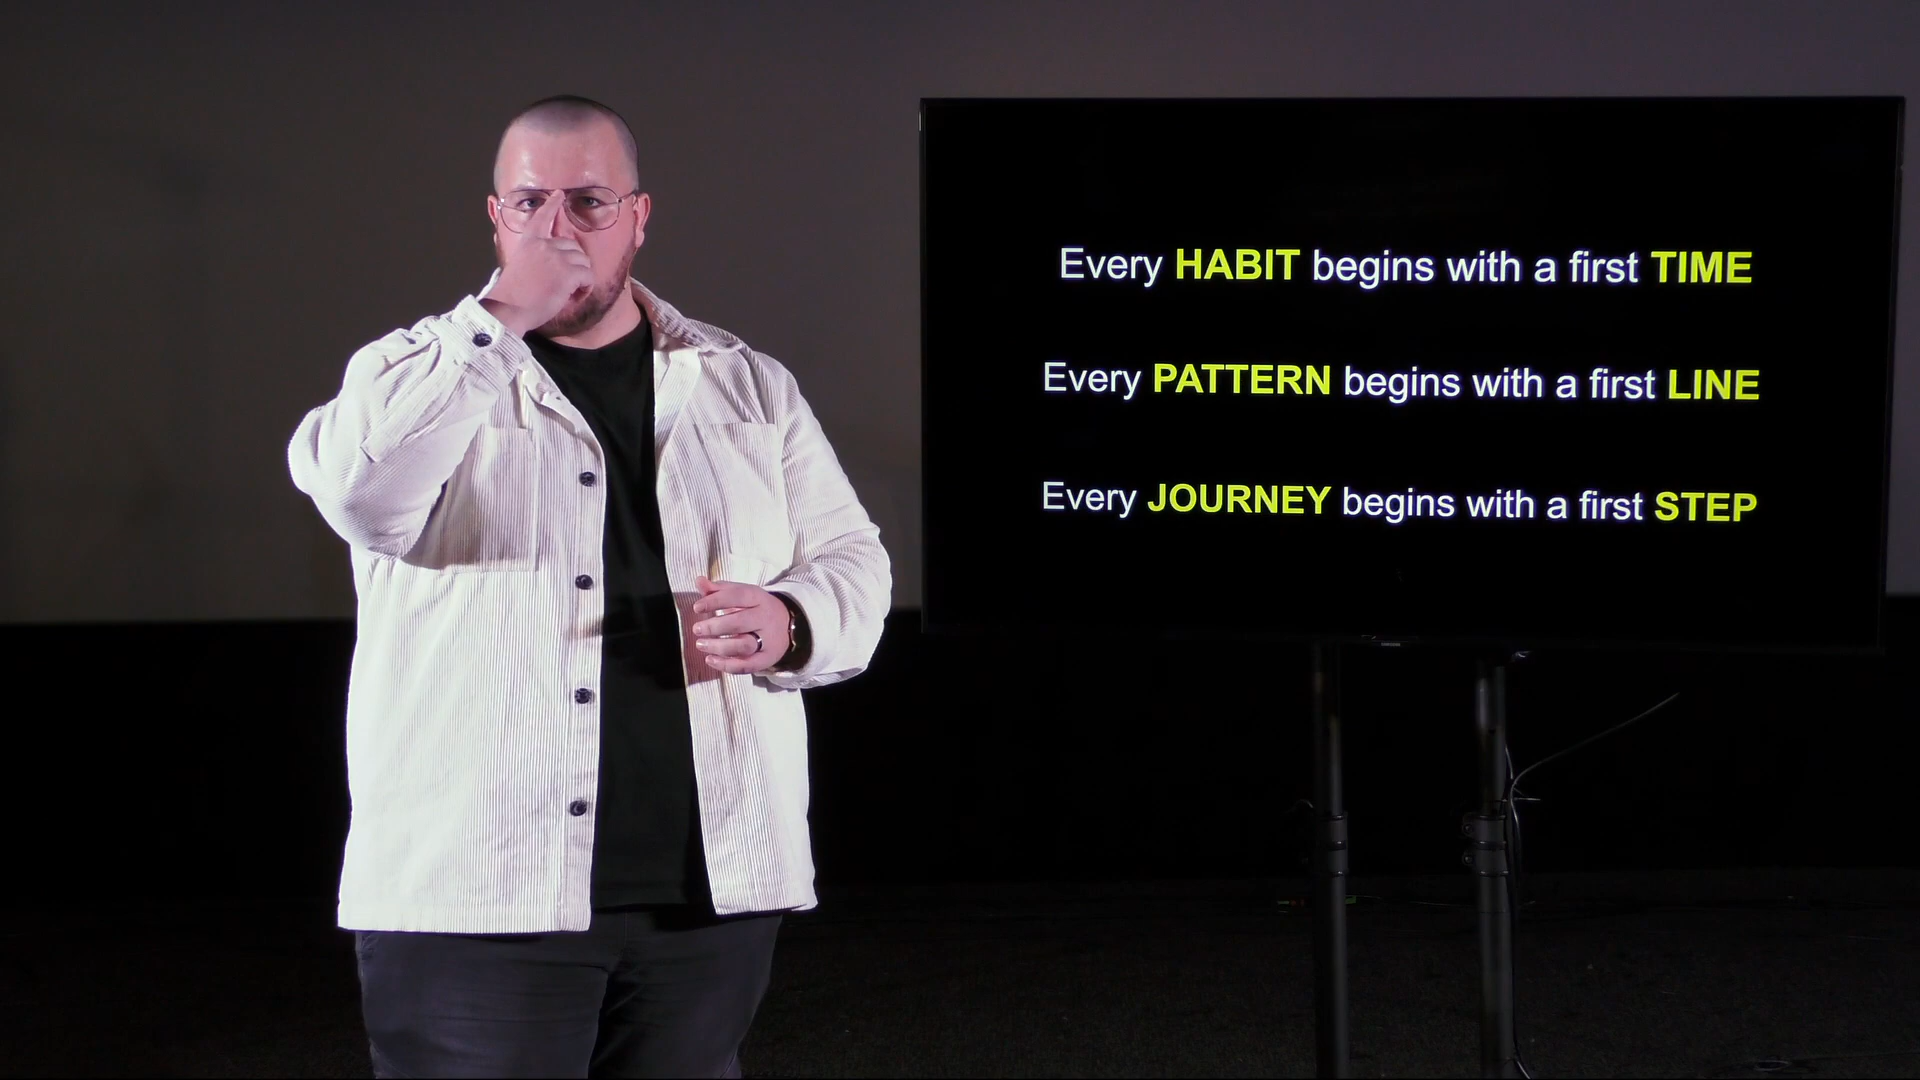 Every HABIT begins with a first TIME
Every PATTERN begins with a first LINE
Every JOURNEY begins with a first STEP